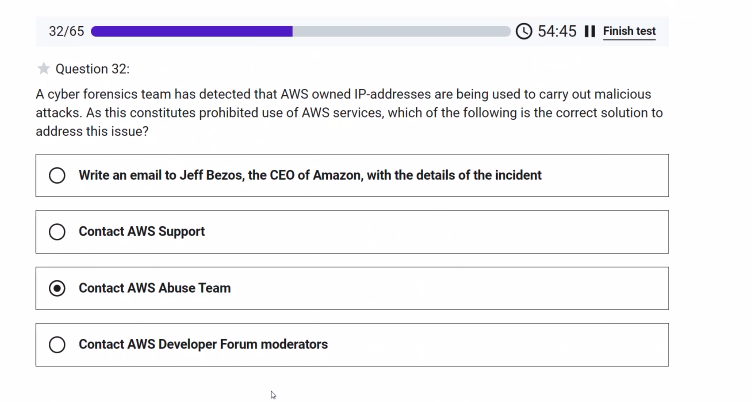 32/65 54:45 Finish test
Question 32:
A cyber forensics team has detected that AWS owned IP-addresses are being used to carry out malicious
attacks. As this constitutes prohibited use of AWS services, which of the following is the correct solution to
address this issue?
Write an email to Jeff Bezos, the CEO of Amazon, with the details of the incident
Contact AWS Support
Contact AWS Abuse Team
Contact AWS Developer Forum moderators